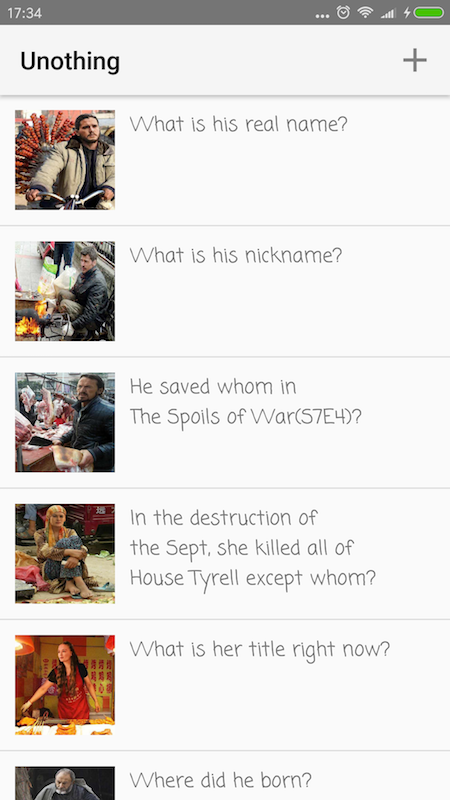 17:34
Unothing
What is his real name?
What is his nickname?
He saved whom in
The Spoils of War(S7E4)?
In the destruction of
the Sept, she killed all of
House Tyrell except whom?
What is her title right now?
Where did he born?